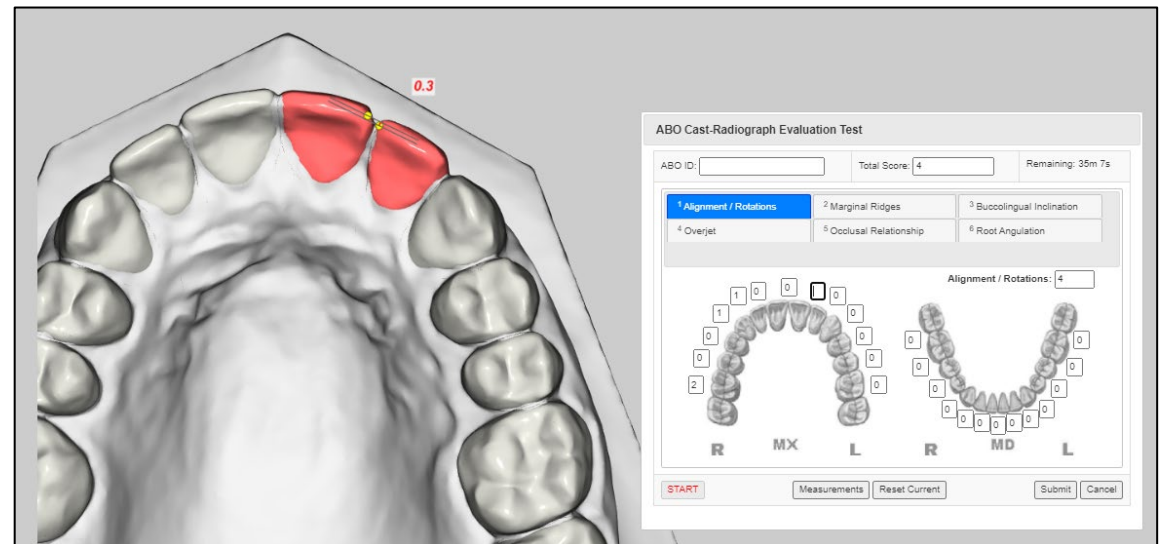 0.3
ABO Cast-Radiograph Evaluation Test
ABO ID:
Total Score: 4
Remaining: 35m 7s
1 Alignment / Rotations
2 Marginal Ridges
3 Buccolingual Inclination
4 Overjet
5 Occlusal Relationship
6 Root Angulation
Alignment / Rotations: 4
1 0 0 0
1 0
0 0 0 0
0 0 0 0
2 0 0 0
0 0
0 0 0 0 0
R MX L R MD L
START Measurements Reset Current Submit Cancel